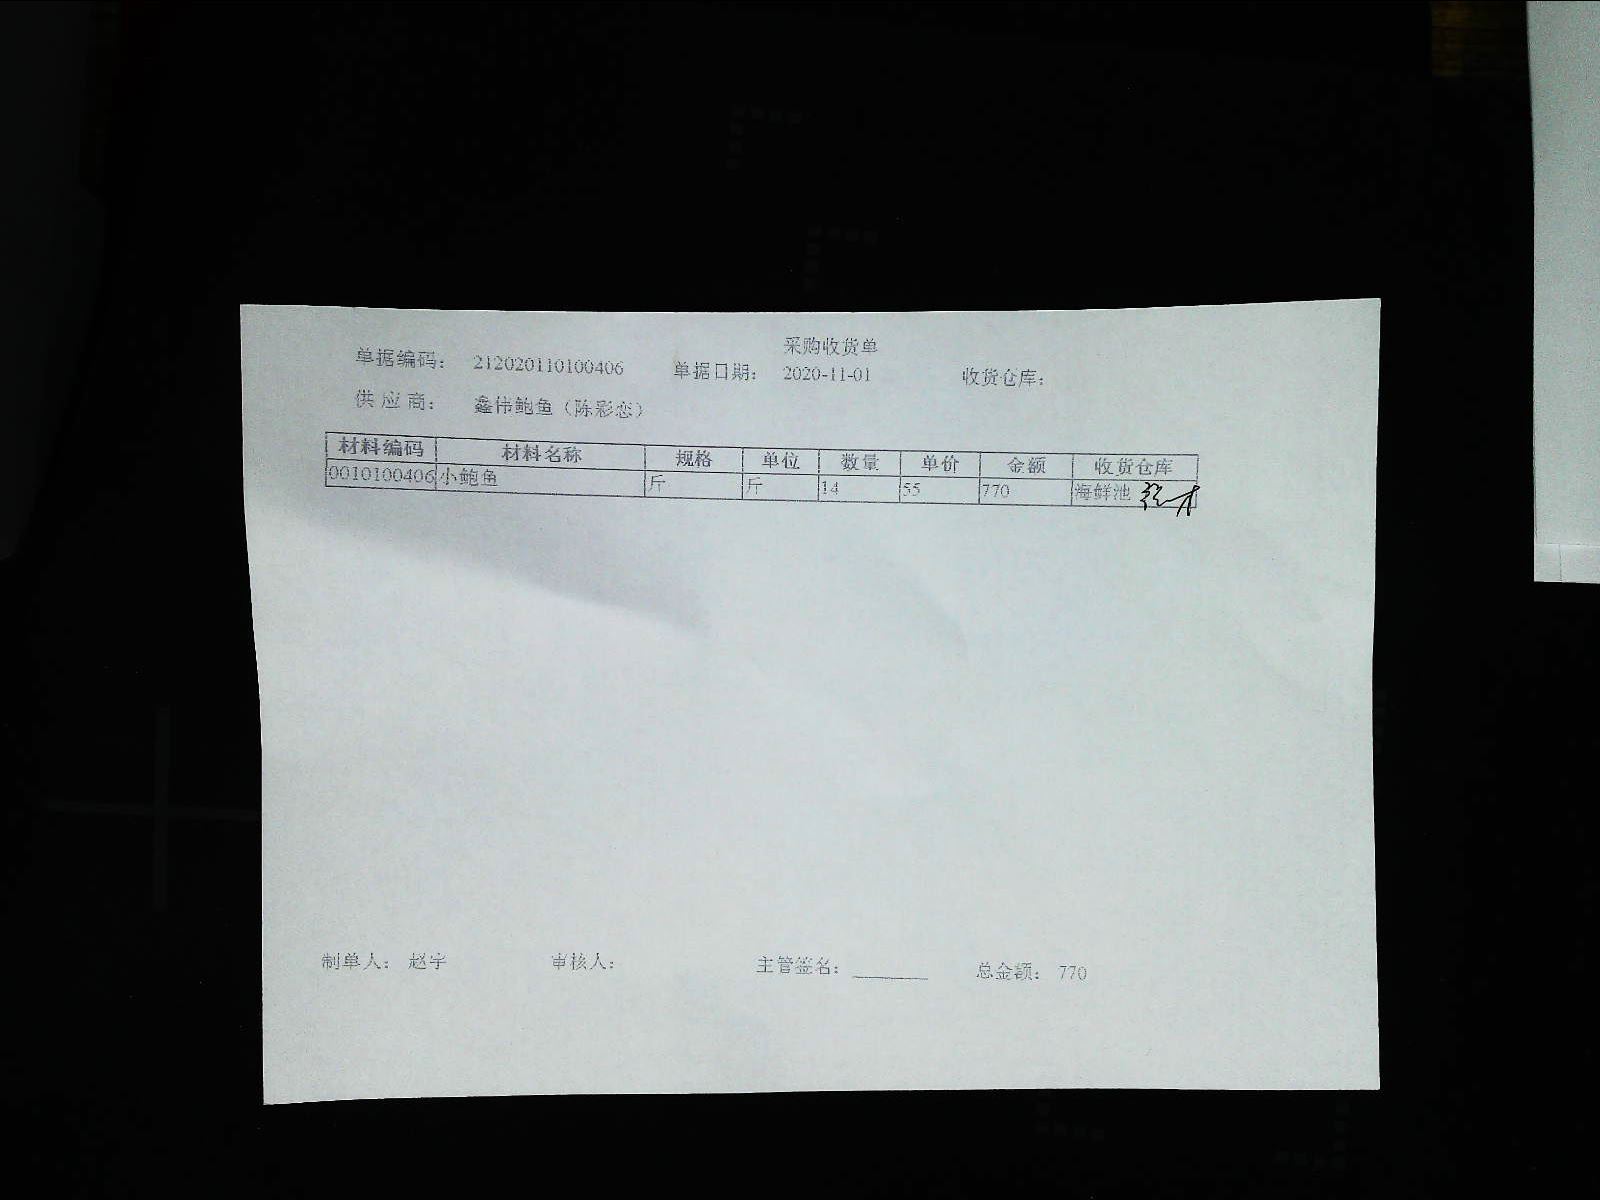 采购收货单
单据编码： 212020110100406 单据日期： 2020-11-01 收货仓库：
供 应 商： 鑫伟鲍鱼（陈彩恋）
材料编码 材料名称 规格 单位 数量 单价 金额 收货仓库
0010100406 小鲍鱼 斤 斤 14 55 770 海鲜池
制单人： 赵宇 审核人： 主管签名： 总金额： 770